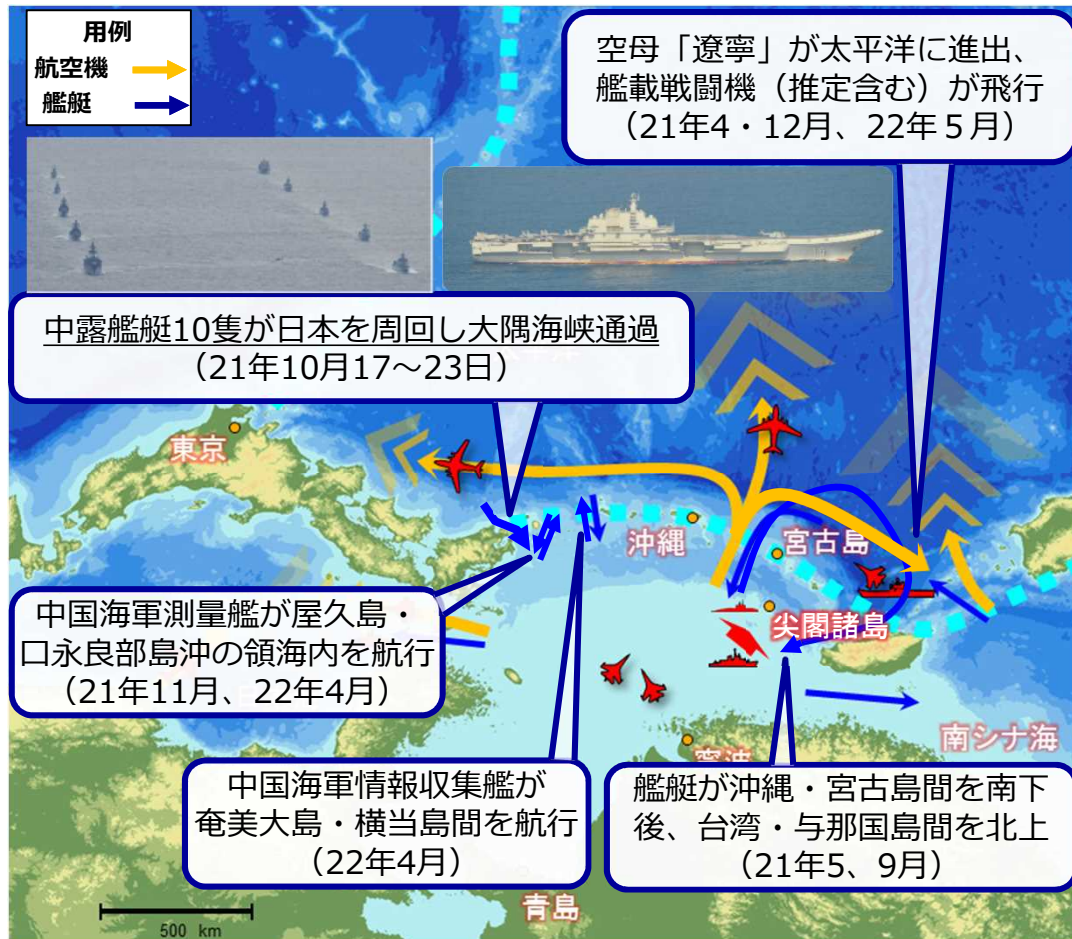 用例
航空機
艦艇
空母「遼寧」が太平洋に進出、
艦載戦闘機（推定含む）が飛行
（21年4・12月、22年５月）
中露艦艇10隻が日本を周回し大隅海峡通過
（21年10月17～23日）
東京
沖縄
宮古島
尖閣諸島
中国海軍測量艦が屋久島・
口永良部島沖の領海内を航行
（21年11月、22年4月）
南シナ海
寧波
中国海軍情報収集艦が
奄美大島・横当島間を航行
（22年4月）
艦艇が沖縄・宮古島間を南下
後、台湾・与那国島間を北上
（21年5、9月）
青島
500 km